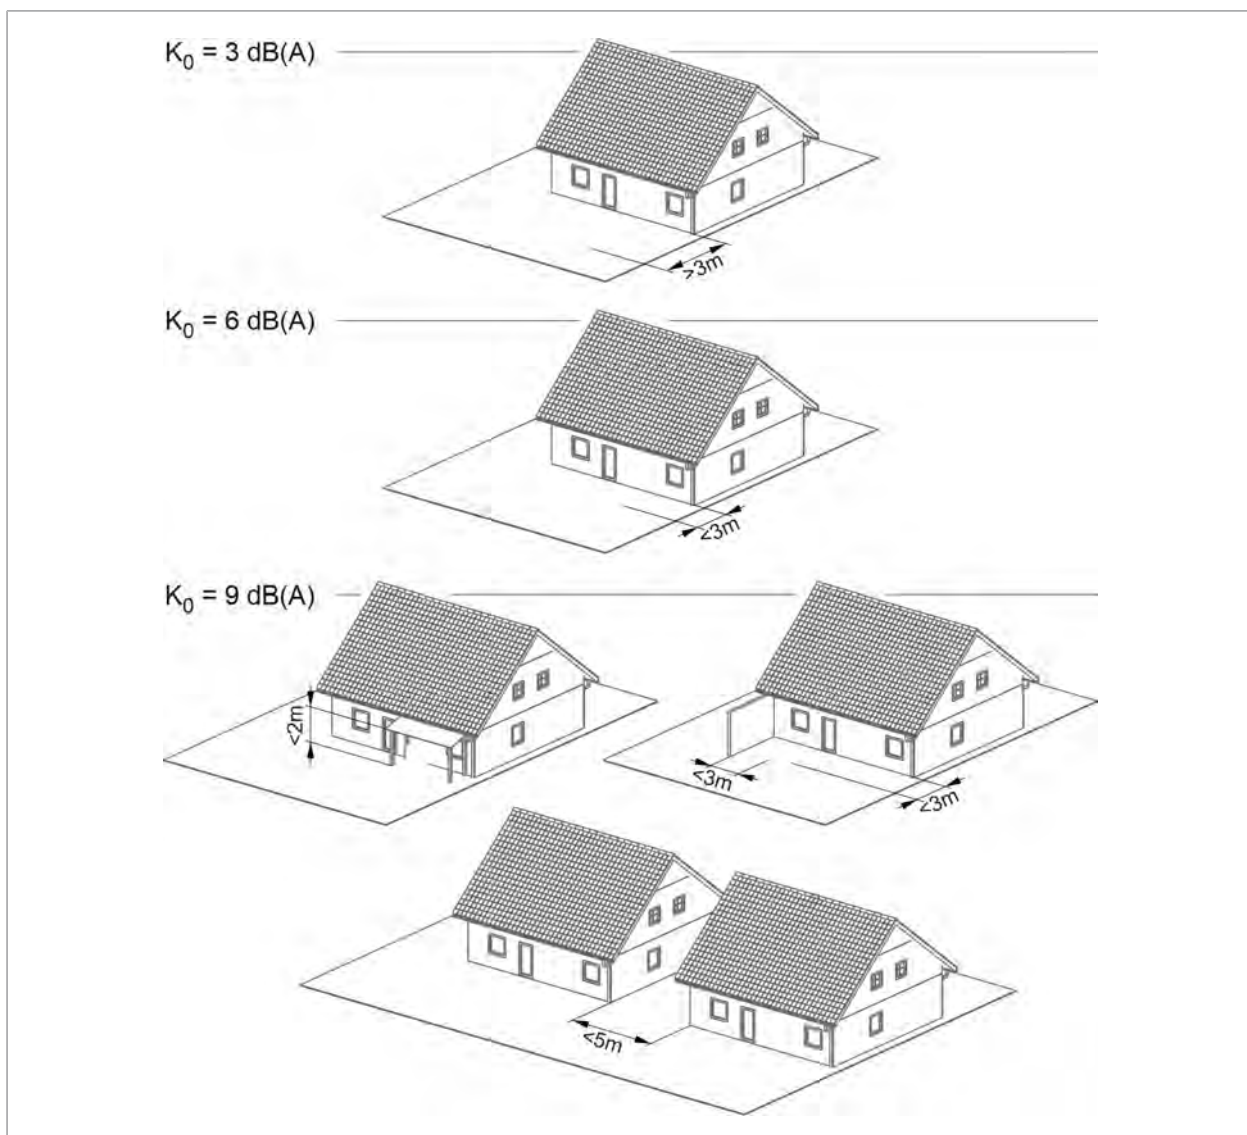 K₀ = 3 dB(A)
>3m
K₀ = 6 dB(A)
<3m
K₀ = 9 dB(A)
<2m
<3m
<3m
<5m